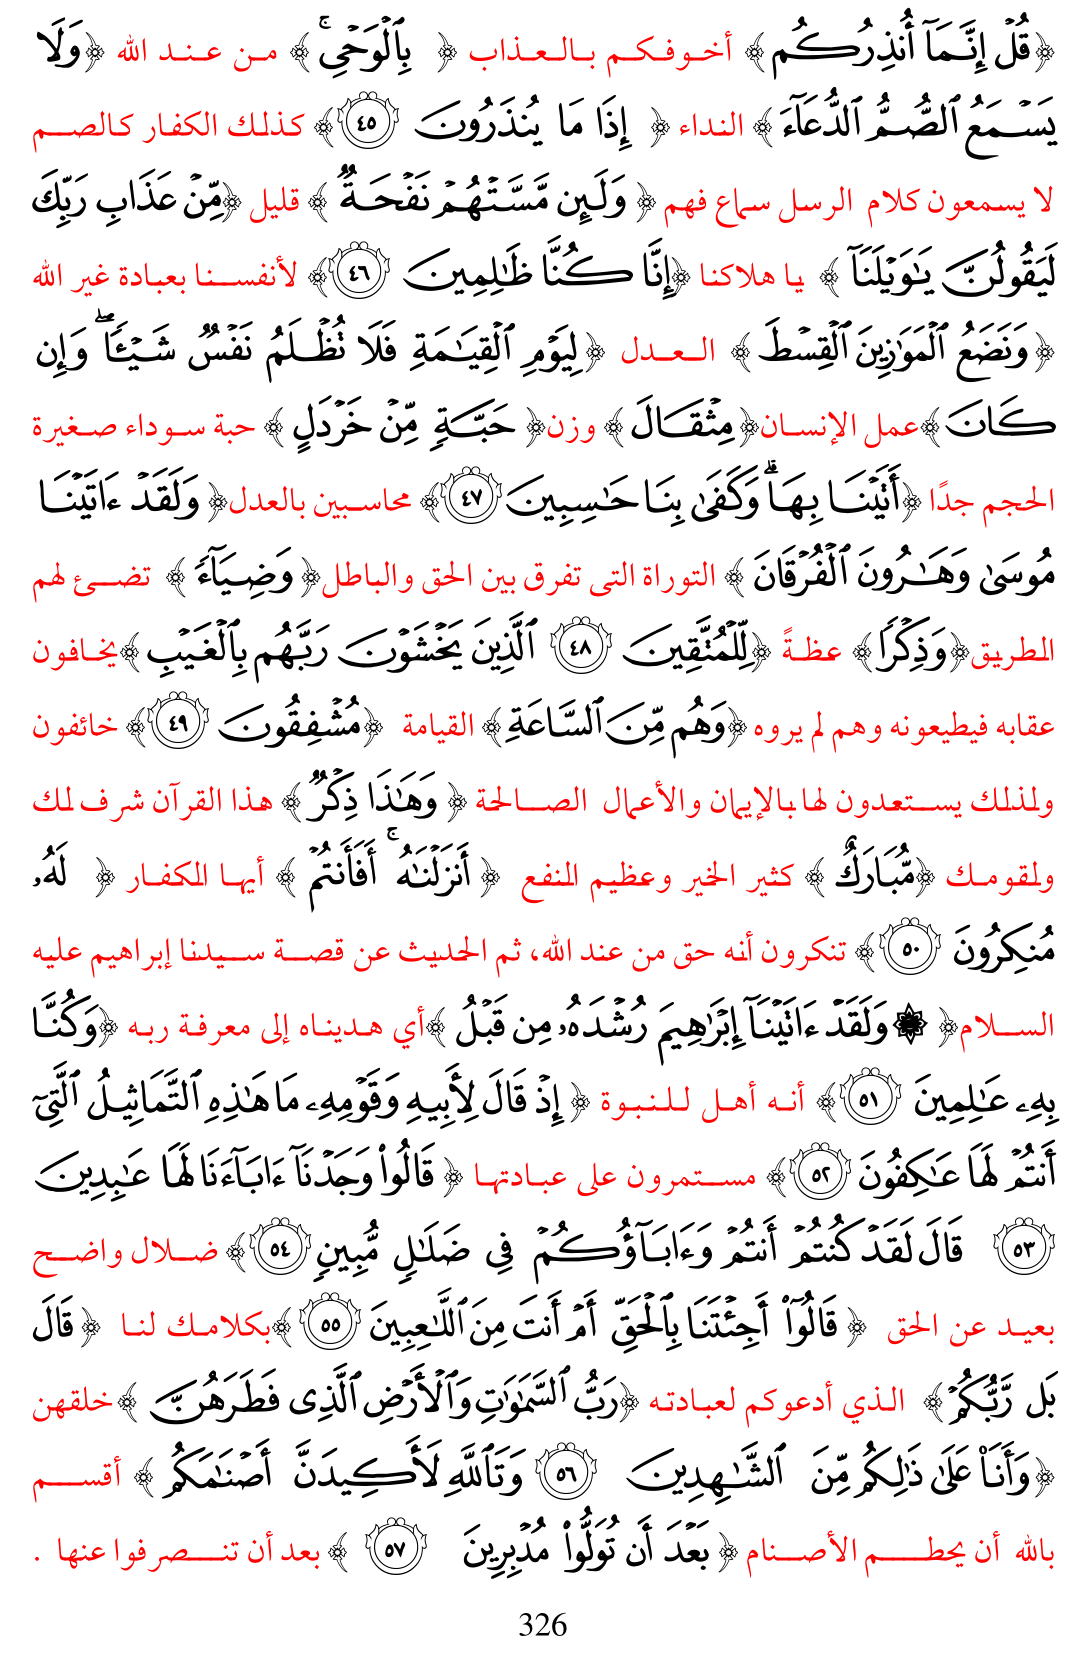 ﴿قُلْ إِنَّمَآ أُنذِرُكُم﴾ أخوفكم بالعذاب ﴿ بِٱلْوَحْىِ ۚ﴾ من عند الله ﴿وَلَا
يَسْمَعُ ٱلصُّمُّ ٱلدُّعَآءَ﴾ النداء ﴿ إِذَا مَا يُنذَرُونَ ٤٥﴾ كذلك الكفار كالصم
لا يسمعون كلام الرسل سماع فهم ﴿ وَلَئِن مَّسَّتْهُمْ نَفْحَةٌ ﴾ قليل ﴿مِّنْ عَذَابِ رَبِّكَ
لَيَقُولُنَّ يَٰوَيْلَنَآ ﴾ يا هلاكنا ﴿إِنَّا كُنَّا ظَٰلِمِينَ ٤٦﴾ لأنفسنا بعبادة غير الله
﴿وَنَضَعُ ٱلْمَوَٰزِينَ ٱلْقِسْطَ ﴾ العدل ﴿لِيَوْمِ ٱلْقِيَٰمَةِ فَلَا تُظْلَمُ نَفْسٌ شَيْـًٔا ۖ وَإِن
كَانَ﴾عمل الإنسان﴿مِثْقَالَ ﴾ وزن﴿ حَبَّةٍ مِّنْ خَرْدَلٍ ﴾ حبة سوداء صغيرة
الحجم جدًا ﴿أَتَيْنَا بِهَا ۗ وَكَفَىٰ بِنَا حَٰسِبِينَ ٤٧﴾ محاسبين بالعدل﴿ وَلَقَدْ ءَاتَيْنَا
مُوسَىٰ وَهَٰرُونَ ٱلْفُرْقَانَ ﴾ التوراة التى تفرق بين الحق والباطل﴿ وَضِيَآءً ﴾ تضىء لهم
الطريق﴿وَذِكْرًا﴾ عظةً ﴿لِّلْمُتَّقِينَ ٤٨ ٱلَّذِينَ يَخْشَوْنَ رَبَّهُم بِٱلْغَيْبِ ﴾يخافون
عقابه فيطيعونه وهم لم يروه ﴿وَهُم مِّنَ ٱلسَّاعَةِ﴾ القيامة ﴿مُشْفِقُونَ ٤٩﴾ خائفون
ولذلك يستعدون لها بالإيمان والأعمال الصالحة ﴿ وَهَٰذَا ذِكْرٌ ﴾ هذا القرآن شرف لك
ولقومك ﴿مُّبَارَكٌ ﴾ كثير الخير وعظيم النفع ﴿ أَنزَلْنَٰهُ ۚ أَفَأَنتُمْ ﴾ أيها الكفار ﴿ لَهُۥ
مُنكِرُونَ ٥٠﴾ تنكرون أنه حق من عند الله، ثم الحديث عن قصة سيدنا إبراهيم عليه
السلام﴿ ۞ وَلَقَدْ ءَاتَيْنَآ إِبْرَٰهِيمَ رُشْدَهُۥ مِن قَبْلُ ﴾أي هديناه إلى معرفة ربه ﴿وَكُنَّا
بِهِۦ عَٰلِمِينَ ٥١﴾ أنه أهل للنبوة ﴿ إِذْ قَالَ لِأَبِيهِ وَقَوْمِهِۦ مَا هَٰذِهِ ٱلتَّمَاثِيلُ ٱلَّتِىٓ
أَنتُمْ لَهَا عَٰكِفُونَ ٥٢﴾ مستمرون على عبادتها ﴿ قَالُوا۟ وَجَدْنَآ ءَابَآءَنَا لَهَا عَٰبِدِينَ
٥٣ قَالَ لَقَدْ كُنتُمْ أَنتُمْ وَءَابَآؤُكُمْ فِى ضَلَٰلٍ مُّبِينٍ ٥٤﴾ ضلال واضح
بعيد عن الحق ﴿ قَالُوٓا۟ أَجِئْتَنَا بِٱلْحَقِّ أَمْ أَنتَ مِنَ ٱللَّٰعِبِينَ ٥٥﴾بكلامك لنا ﴿ قَالَ
بَل رَّبُّكُمْ﴾ الذي أدعوكم لعبادته ﴿رَبُّ ٱلسَّمَٰوَٰتِ وَٱلْأَرْضِ ٱلَّذِى فَطَرَهُنَّ ﴾خلقهن
﴿وَأَنَا۠ عَلَىٰ ذَٰلِكُم مِّنَ ٱلشَّٰهِدِينَ ٥٦ وَتَٱللَّهِ لَأَكِيدَنَّ أَصْنَٰمَكُم ﴾ أقسم
بالله أن يحطم الأصنام ﴿ بَعْدَ أَن تُوَلُّوا۟ مُدْبِرِينَ ٥٧ ﴾ بعد أن تنصرفوا عنها .
326